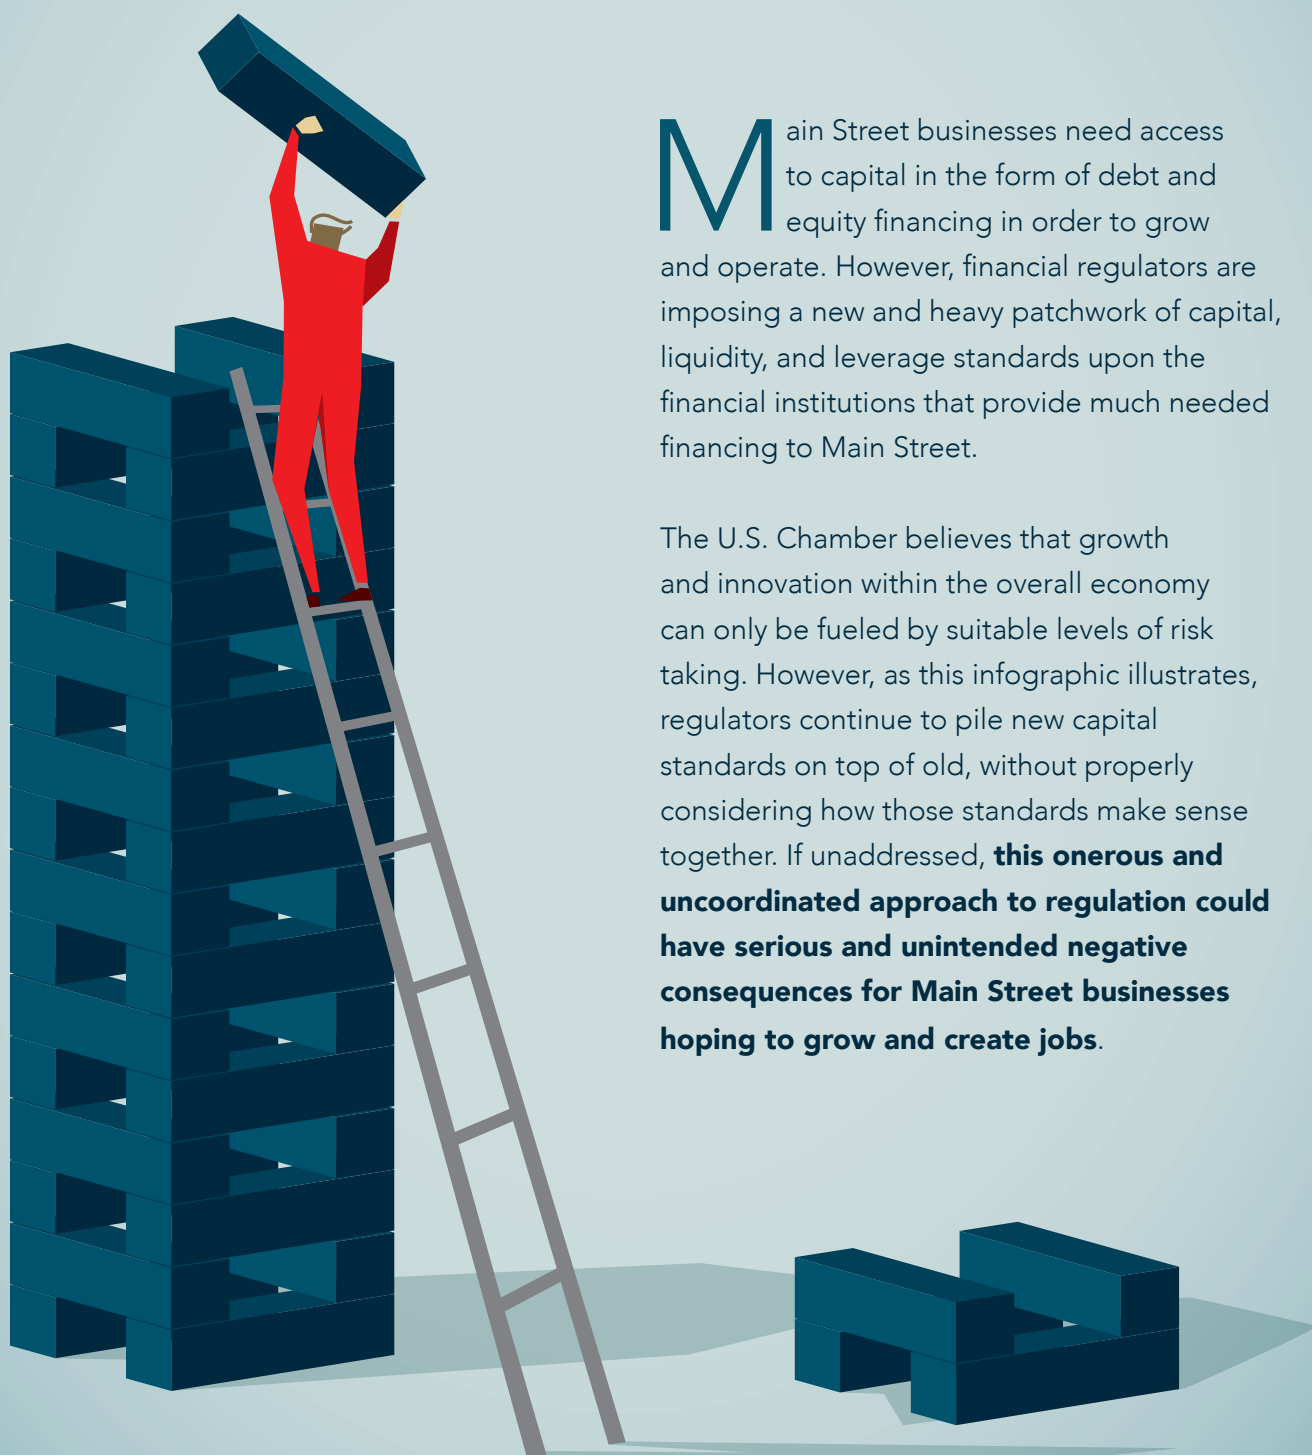 Main Street businesses need access
to capital in the form of debt and
equity financing in order to grow
and operate. However, financial regulators are
imposing a new and heavy patchwork of capital,
liquidity, and leverage standards upon the
financial institutions that provide much needed
financing to Main Street.
The U.S. Chamber believes that growth
and innovation within the overall economy
can only be fueled by suitable levels of risk
taking. However, as this infographic illustrates,
regulators continue to pile new capital
standards on top of old, without properly
considering how those standards make sense
together. If unaddressed, this onerous and
uncoordinated approach to regulation could
have serious and unintended negative
consequences for Main Street businesses
hoping to grow and create jobs.